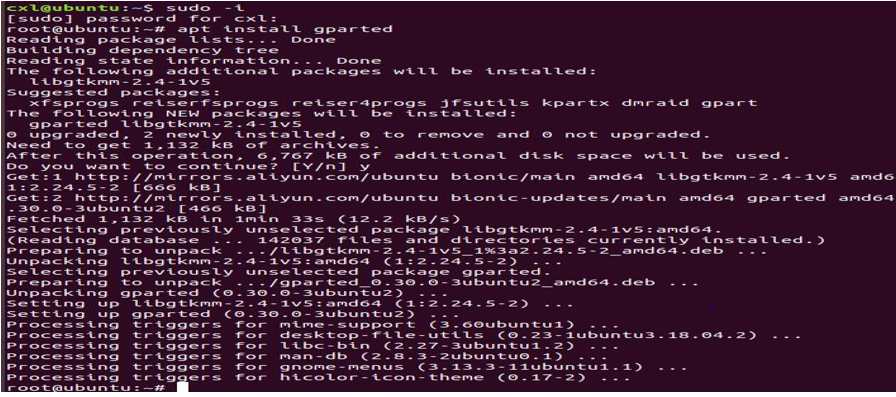 cxl@ubuntu:~$ sudo -i
[sudo] password for cxl:
root@ubuntu:~# apt install gparted
Reading package lists... Done
Building dependency tree
Reading state information... Done
The following additional packages will be installed:
  libgtkmm-2.4-1v5
Suggested packages:
  xfsprogs reiserfsprogs reiser4progs jfsutils kpartx dmraid gpart
The following NEW packages will be installed:
  gparted libgtkmm-2.4-1v5
0 upgraded, 2 newly installed, 0 to remove and 0 not upgraded.
Need to get 1,132 kB of archives.
After this operation, 6,767 kB of additional disk space will be used.
Do you want to continue? [Y/n] y
Get:1 http://mirrors.aliyun.com/ubuntu bionic/main amd64 libgtkmm-2.4-1v5 amd6
1:2.24.5-2 [666 kB]
Get:2 http://mirrors.aliyun.com/ubuntu bionic-updates/main amd64 gparted amd64
.30.0-3ubuntu2 [466 kB]
Fetched 1,132 kB in 1min 33s (12.2 kB/s)
Selecting previously unselected package libgtkmm-2.4-1v5:amd64.
(Reading database ... 142037 files and directories currently installed.)
Preparing to unpack .../libgtkmm-2.4-1v5_1%3a2.24.5-2_amd64.deb ...
Unpacking libgtkmm-2.4-1v5:amd64 (1:2.24.5-2) ...
Selecting previously unselected package gparted.
Preparing to unpack .../gparted_0.30.0-3ubuntu2_amd64.deb ...
Unpacking gparted (0.30.0-3ubuntu2) ...
Setting up libgtkmm-2.4-1v5:amd64 (1:2.24.5-2) ...
Setting up gparted (0.30.0-3ubuntu2) ...
Processing triggers for mime-support (3.60ubuntu1) ...
Processing triggers for desktop-file-utils (0.23-1ubuntu3.18.04.2) ...
Processing triggers for libc-bin (2.27-3ubuntu1.2) ...
Processing triggers for man-db (2.8.3-2ubuntu0.1) ...
Processing triggers for gnome-menus (3.13.3-11ubuntu1.1) ...
Processing triggers for hicolor-icon-theme (0.17-2) ...
root@ubuntu:~#